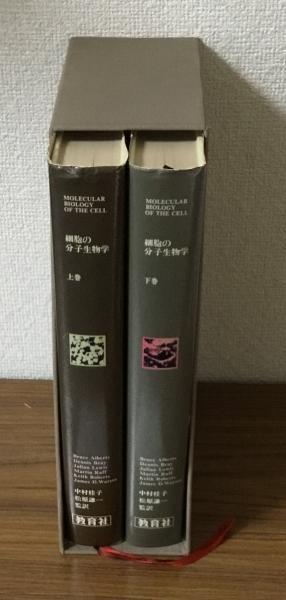 MOLECULAR
BIOLOGY
OF THE CELL
細胞の
分子生物学
上巻
Bruce Alberts
Dennis Bray
Julian Lewis
Martin Raff
Keith Roberts
James D. Watson
中村桂子
松原謙一
監訳
教育社
MOLECULAR
BIOLOGY
OF THE CELL
細胞の
分子生物学
下巻
Bruce Alberts
Dennis Bray
Julian Lewis
Martin Raff
Keith Roberts
James D. Watson
中村桂子
松原謙一
監訳
教育社